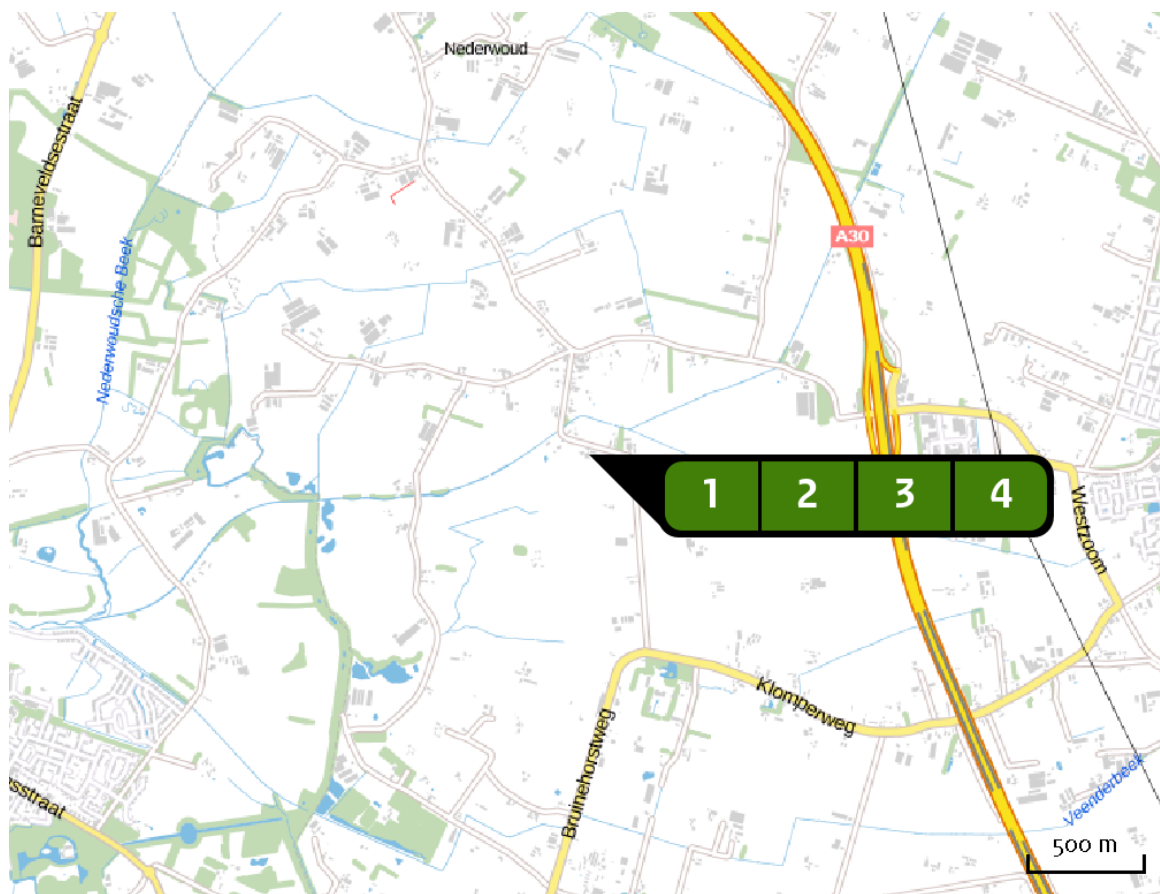 Nederwoud
Barneveldsestraat
A30
Nederwoudsche Beek
1 2 3 4
Westzoom
Klomperweg
Bruinehorstweg
Veenderbeek
sstraat
500 m